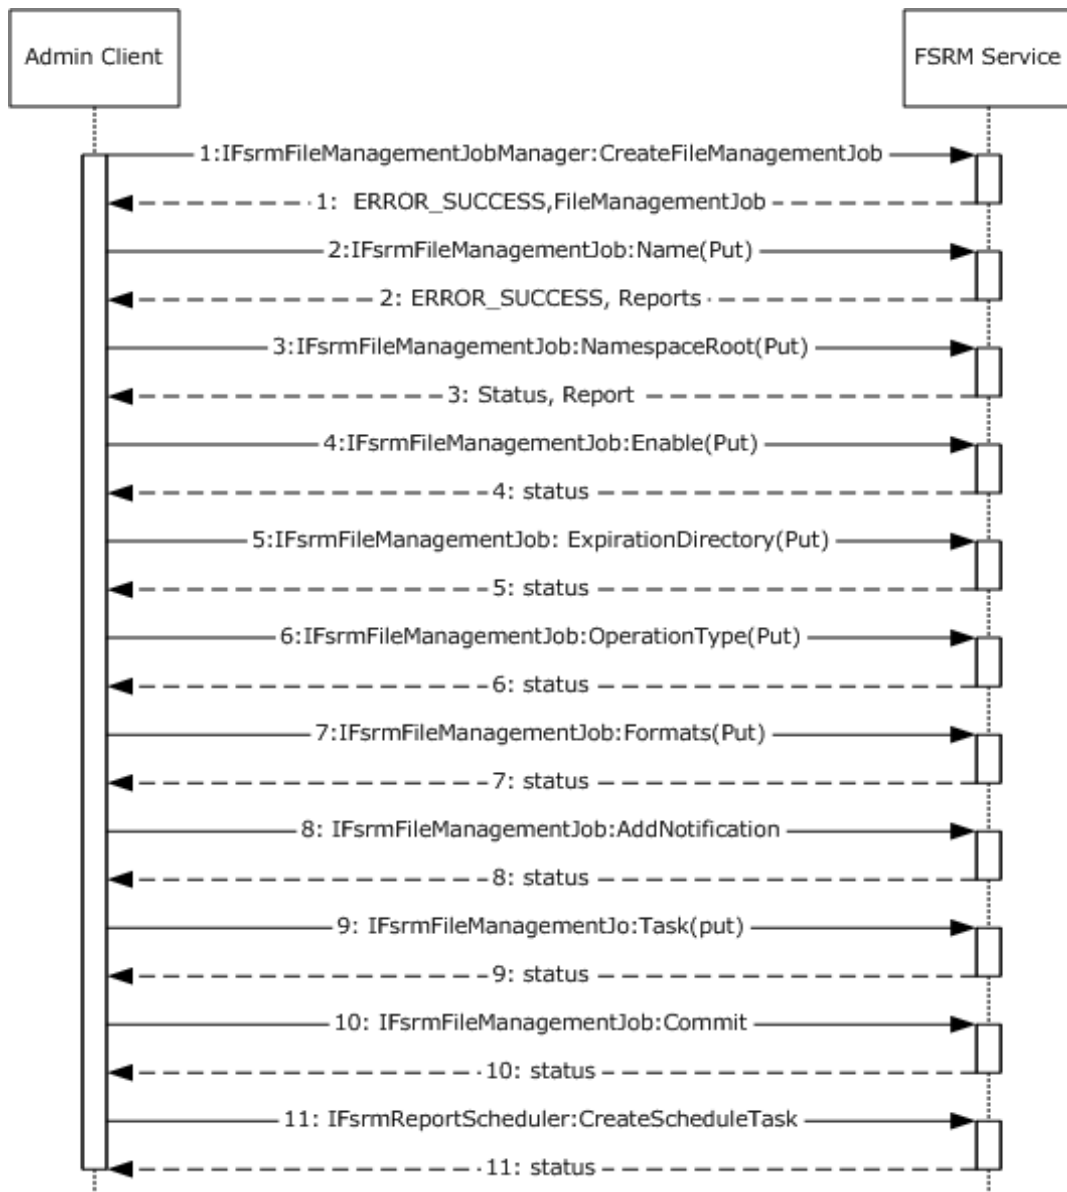 Admin Client
FSRM Service
1:IFsrmFileManagementJobManager:CreateFileManagementJob
1: ERROR_SUCCESS,FileManagementJob
2:IFsrmFileManagementJob:Name(Put)
2: ERROR_SUCCESS, Reports
3:IFsrmFileManagementJob:NamespaceRoot(Put)
3: Status, Report
4:IFsrmFileManagementJob:Enable(Put)
4: status
5:IFsrmFileManagementJob: ExpirationDirectory(Put)
5: status
6:IFsrmFileManagementJob:OperationType(Put)
6: status
7:IFsrmFileManagementJob:Formats(Put)
7: status
8: IFsrmFileManagementJob:AddNotification
8: status
9: IFsrmFileManagementJo:Task(put)
9: status
10: IFsrmFileManagementJob:Commit
10: status
11: IFsrmReportScheduler:CreateScheduleTask
11: status